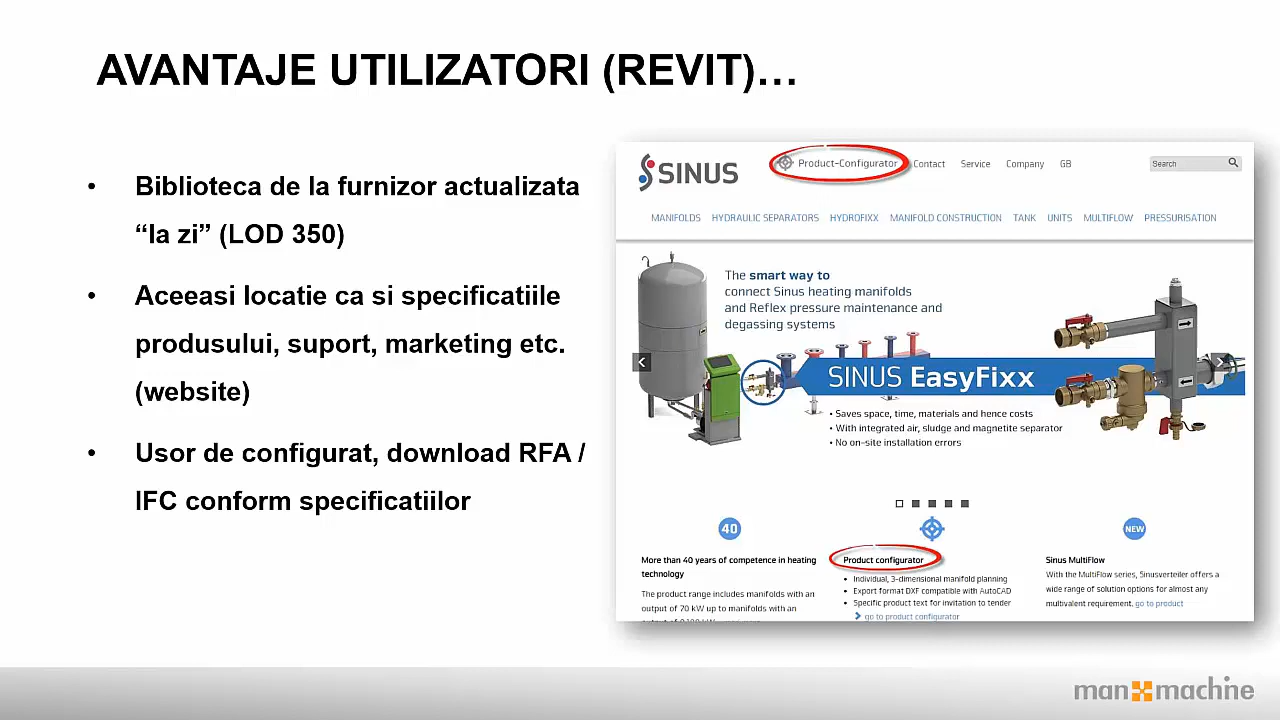 AVANTAJE UTILIZATORI (REVIT)…
• Biblioteca de la furnizor actualizata
“la zi” (LOD 350)
• Aceeasi locatie ca si specificatiile
produsului, suport, marketing etc.
(website)
• Usor de configurat, download RFA /
IFC conform specificatiilor
SINUS
Product-Configurator Contact Service Company GB
Search
MANIFOLDS HYDRAULIC SEPARATORS HYDROFIXX MANIFOLD CONSTRUCTION TANK UNITS MULTIFLOW PRESSURISATION
The smart way to
connect Sinus heating manifolds
and Reflex pressure maintenance and
degassing systems
SINUS EasyFixx
• Saves space, time, materials and hence costs
• With integrated air, sludge and magnetite separator
• No on-site installation errors
40
More than 40 years of competence in heating
technology
The product range includes manifolds with an
output of 70 kW up to manifolds with an
Product configurator
• Individual, 3-dimensional manifold planning
• Export format DXF compatible with AutoCAD
• Specific product text for invitation to tender
go to product configurator
NEW
Sinus MultiFlow
With the MultiFlow series, Sinusverteiler offers a
wide range of solution options for almost any
multivalent requirement. go to product
man machine